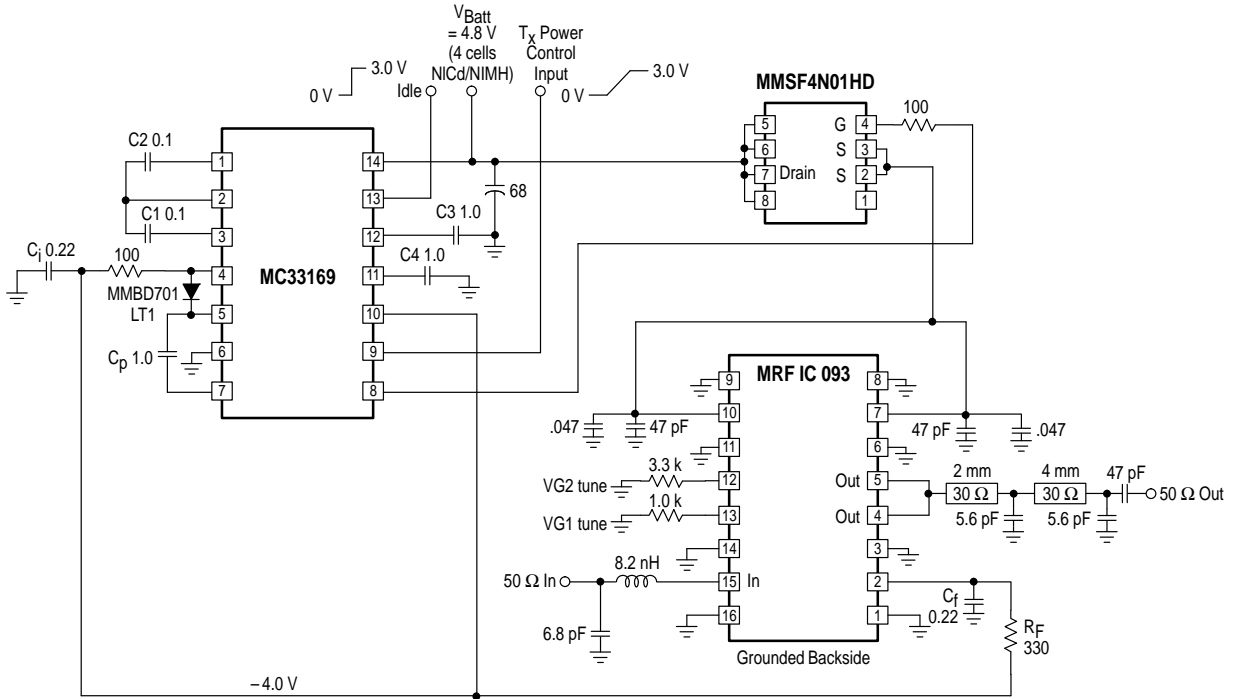 VBatt
= 4.8 V
(4 cells
NICd/NIMH)
Tx Power
Control
Input
3.0 V
0 V
Idle
0 V
3.0 V
MMSF4N01HD
100
5
6
7
8
Drain
G
S
S
4
3
2
1
C2 0.1
C1 0.1
1
2
3
4
5
6
7
MC33169
14
13
12
11
10
9
8
68
C3 1.0
C4 1.0
Ci 0.22
100
MMBD701
LT1
Cp 1.0
MRF IC 093
9
10
11
12
13
14
15
16
In
8
7
6
5
4
3
2
1
Out
Out
.047
47 pF
47 pF
.047
3.3 k
VG2 tune
1.0 k
VG1 tune
8.2 nH
50 Ω In
6.8 pF
2 mm
30 Ω
4 mm
30 Ω
47 pF
50 Ω Out
5.6 pF
5.6 pF
Cf
0.22
RF
330
Grounded Backside
–4.0 V